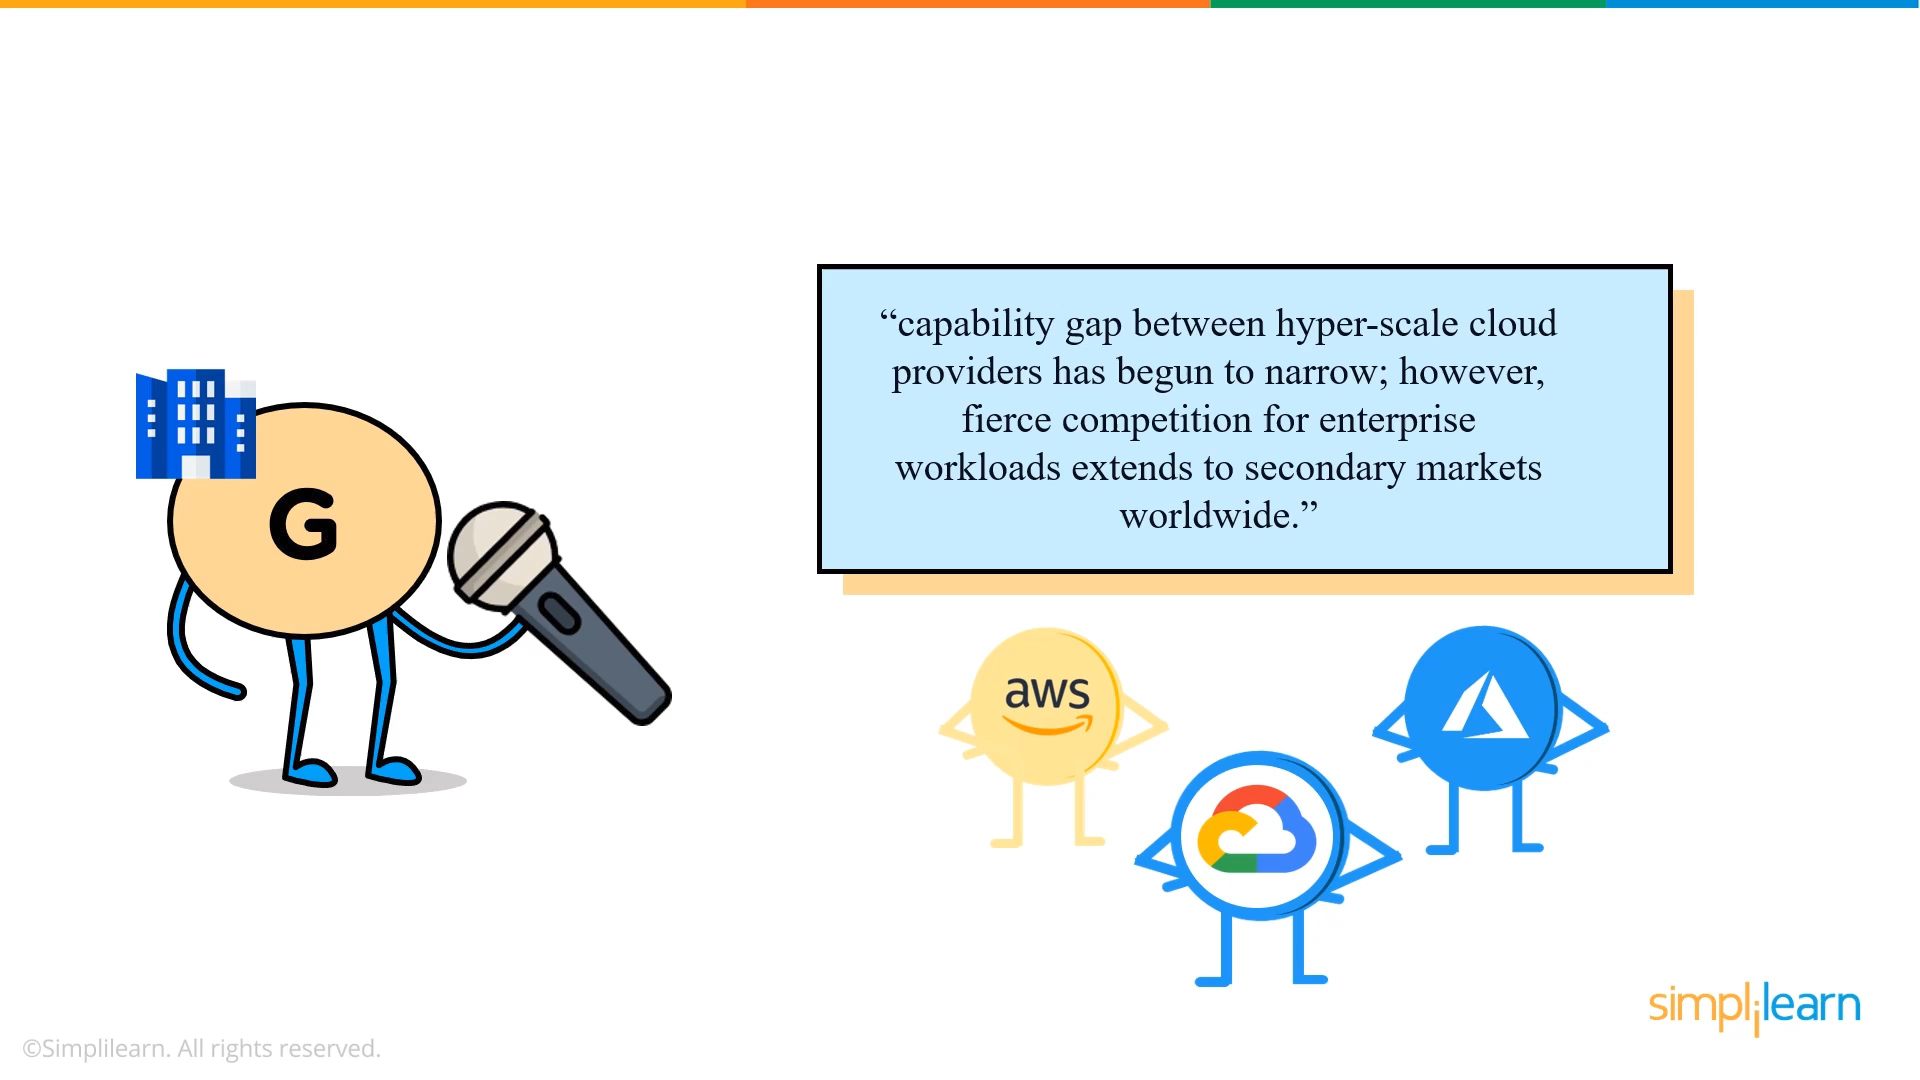 “capability gap between hyper-scale cloud
providers has begun to narrow; however,
fierce competition for enterprise
workloads extends to secondary markets
worldwide.”
G
aws
simplilearn
©Simplilearn. All rights reserved.